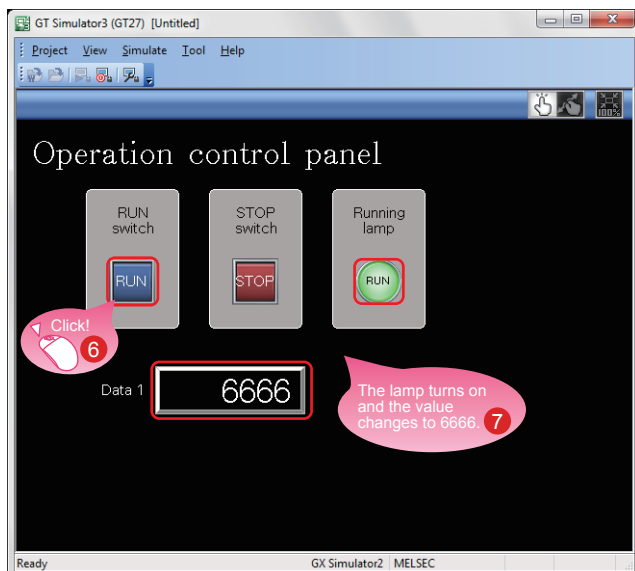 GT Simulator3 (GT27) [Untitled]
Project View Simulate Tool Help
100%
Operation control panel
RUN
switch
STOP
switch
Running
lamp
RUN
STOP
RUN
Click!
6
Data 1
6666
The lamp turns on
and the value
changes to 6666. 7
Ready
GX Simulator2 MELSEC